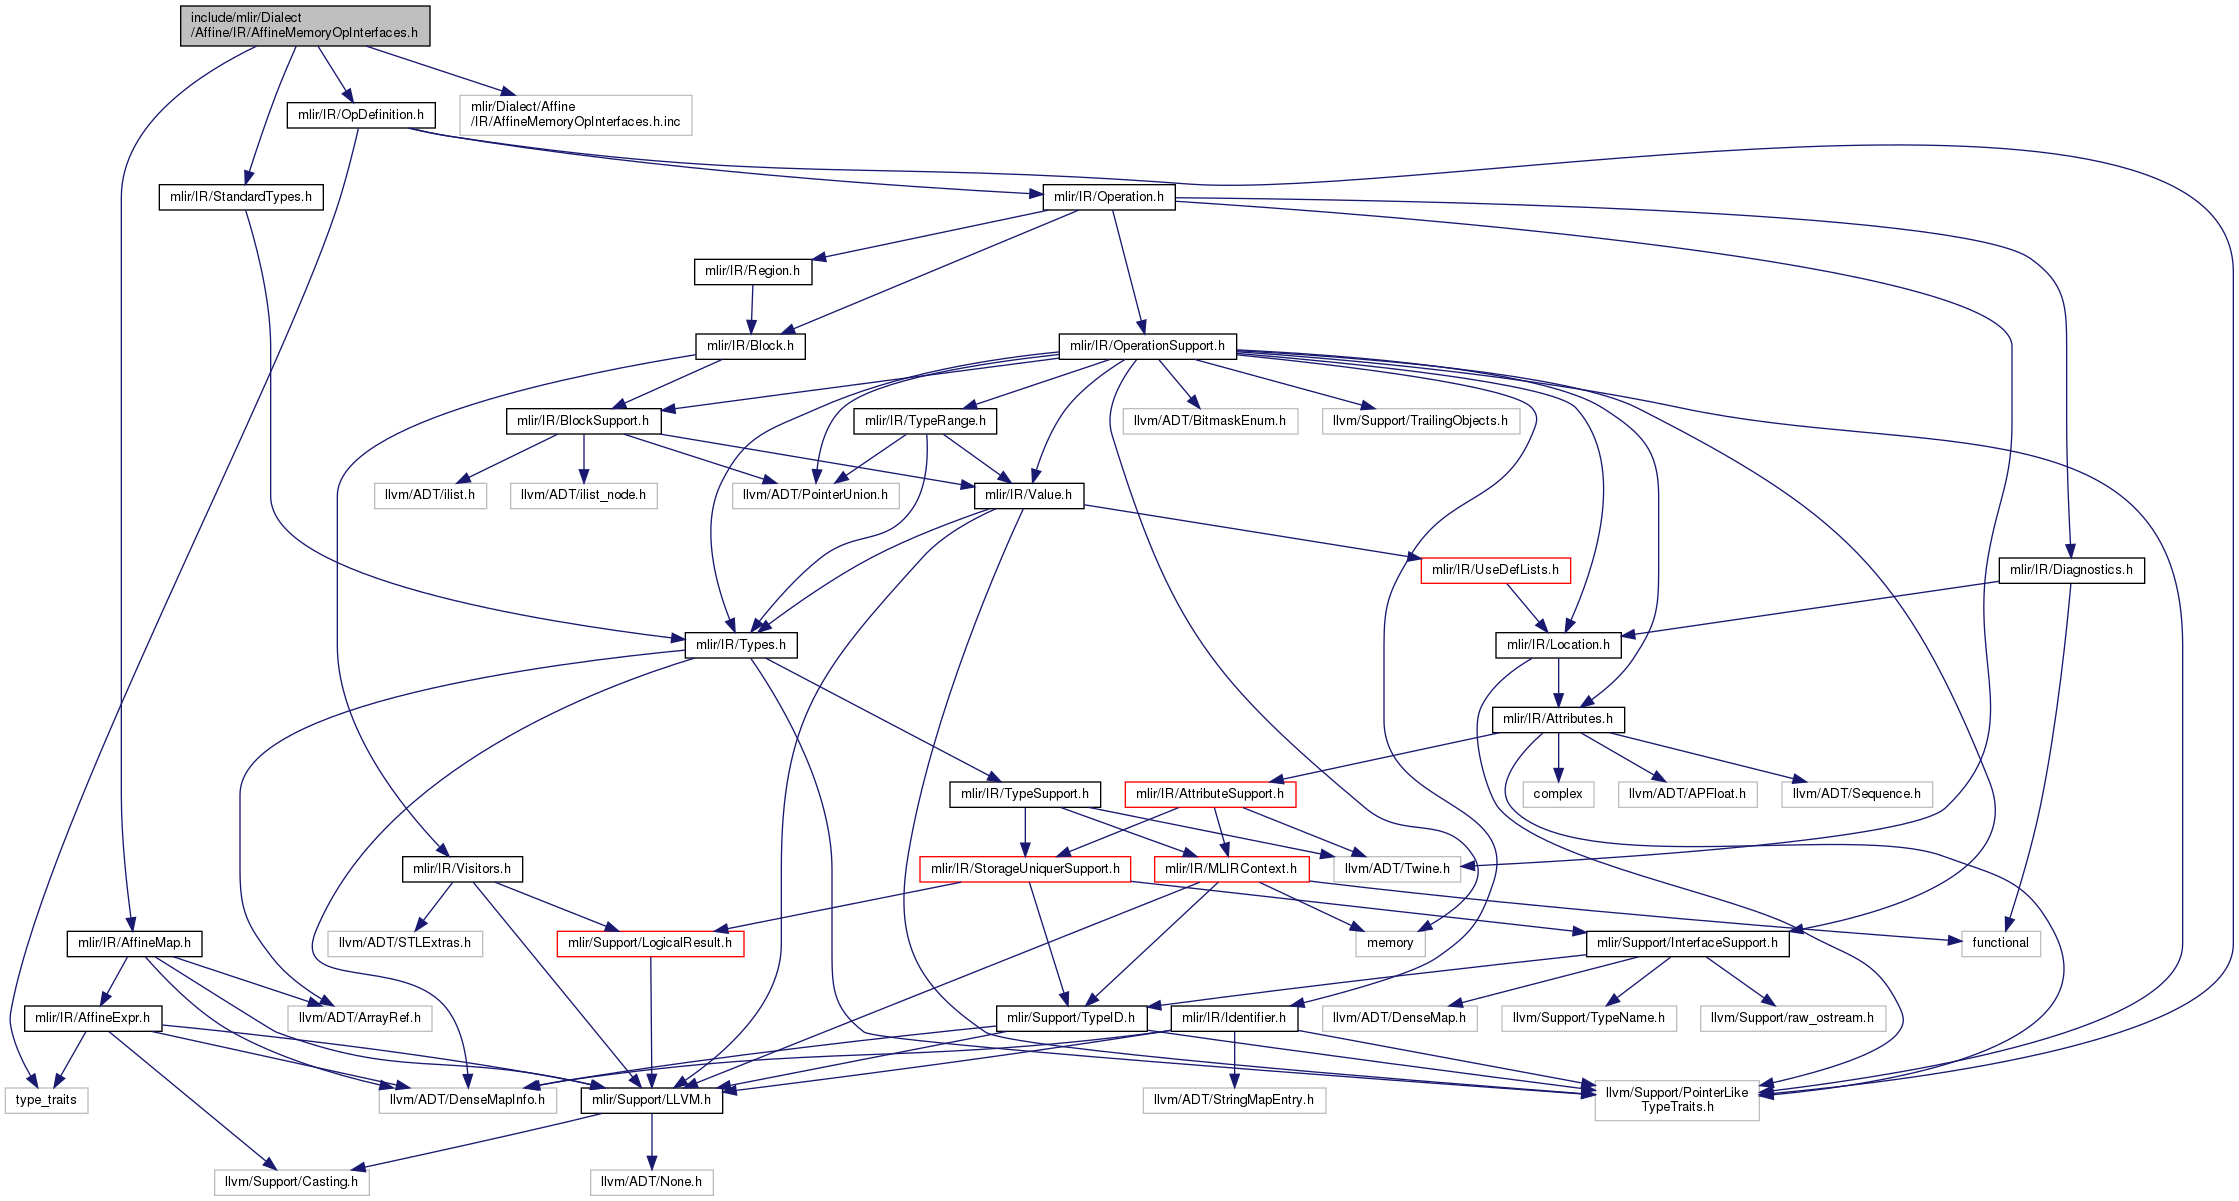 include/mlir/Dialect
/Affine/IR/AffineMemoryOpInterfaces.h
mlir/IR/OpDefinition.h
mlir/Dialect/Affine
/IR/AffineMemoryOpInterfaces.h.inc
mlir/IR/StandardTypes.h
mlir/IR/Operation.h
mlir/IR/Region.h
mlir/IR/Block.h
mlir/IR/OperationSupport.h
mlir/IR/BlockSupport.h
mlir/IR/TypeRange.h
llvm/ADT/BitmaskEnum.h
llvm/Support/TrailingObjects.h
llvm/ADT/ilist.h
llvm/ADT/ilist_node.h
llvm/ADT/PointerUnion.h
mlir/IR/Value.h
mlir/IR/UseDefLists.h
mlir/IR/Diagnostics.h
mlir/IR/Types.h
mlir/IR/Location.h
mlir/IR/Attributes.h
mlir/IR/TypeSupport.h
mlir/IR/AttributeSupport.h
complex
llvm/ADT/APFloat.h
llvm/ADT/Sequence.h
mlir/IR/Visitors.h
mlir/IR/StorageUniquerSupport.h
mlir/IR/MLIRContext.h
llvm/ADT/Twine.h
mlir/IR/AffineMap.h
llvm/ADT/STLExtras.h
mlir/Support/LogicalResult.h
memory
mlir/Support/InterfaceSupport.h
functional
mlir/IR/AffineExpr.h
llvm/ADT/ArrayRef.h
mlir/Support/TypeID.h
mlir/IR/Identifier.h
llvm/ADT/DenseMap.h
llvm/Support/TypeName.h
llvm/Support/raw_ostream.h
type_traits
llvm/ADT/DenseMapInfo.h
mlir/Support/LLVM.h
llvm/ADT/StringMapEntry.h
llvm/Support/PointerLike
TypeTraits.h
llvm/Support/Casting.h
llvm/ADT/None.h